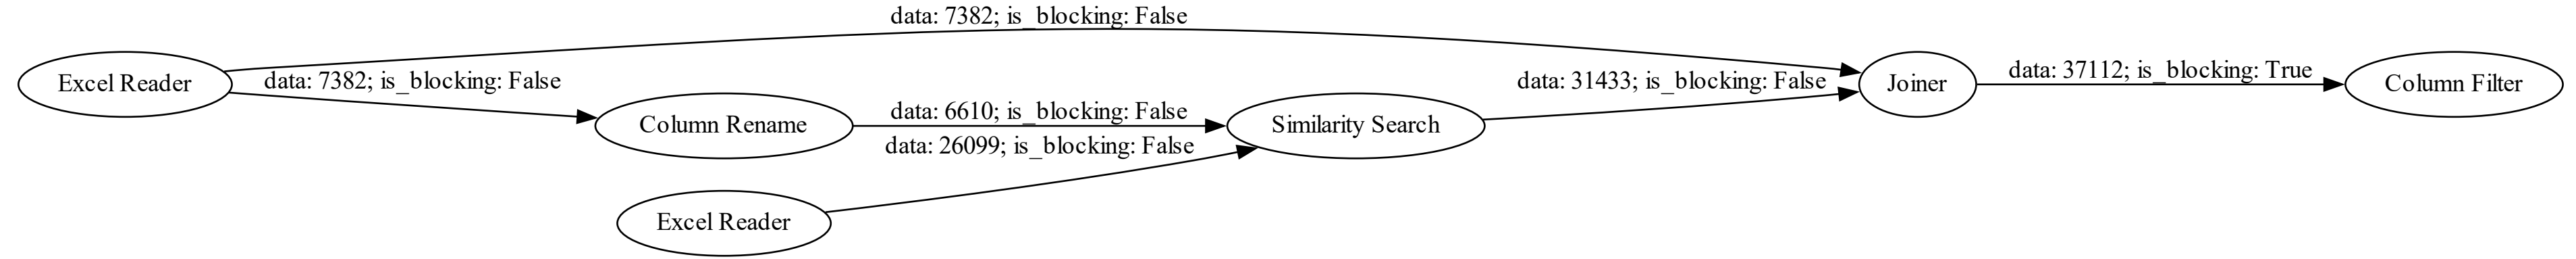 data: 7382; is_blocking: False
Excel Reader
data: 7382; is_blocking: False
Column Rename
data: 6610; is_blocking: False
data: 26099; is_blocking: False
Excel Reader
Similarity Search
data: 31433; is_blocking: False
Joiner
data: 37112; is_blocking: True
Column Filter